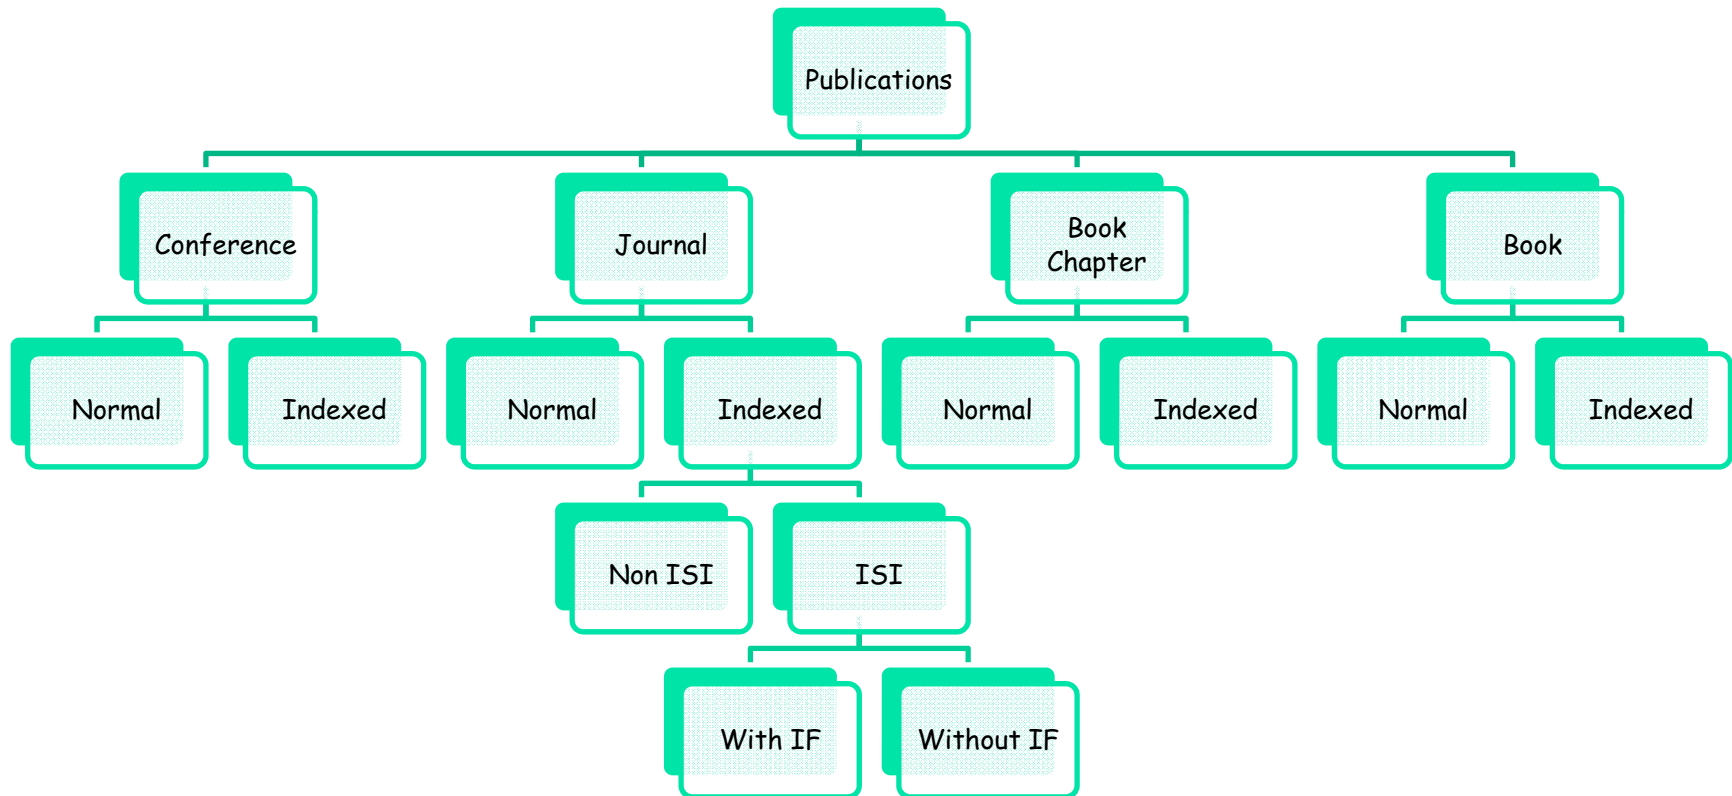 Publications
Conference
Journal
Book
Chapter
Book
Normal
Indexed
Normal
Indexed
Normal
Indexed
Normal
Indexed
Non ISI
ISI
With IF
Without IF